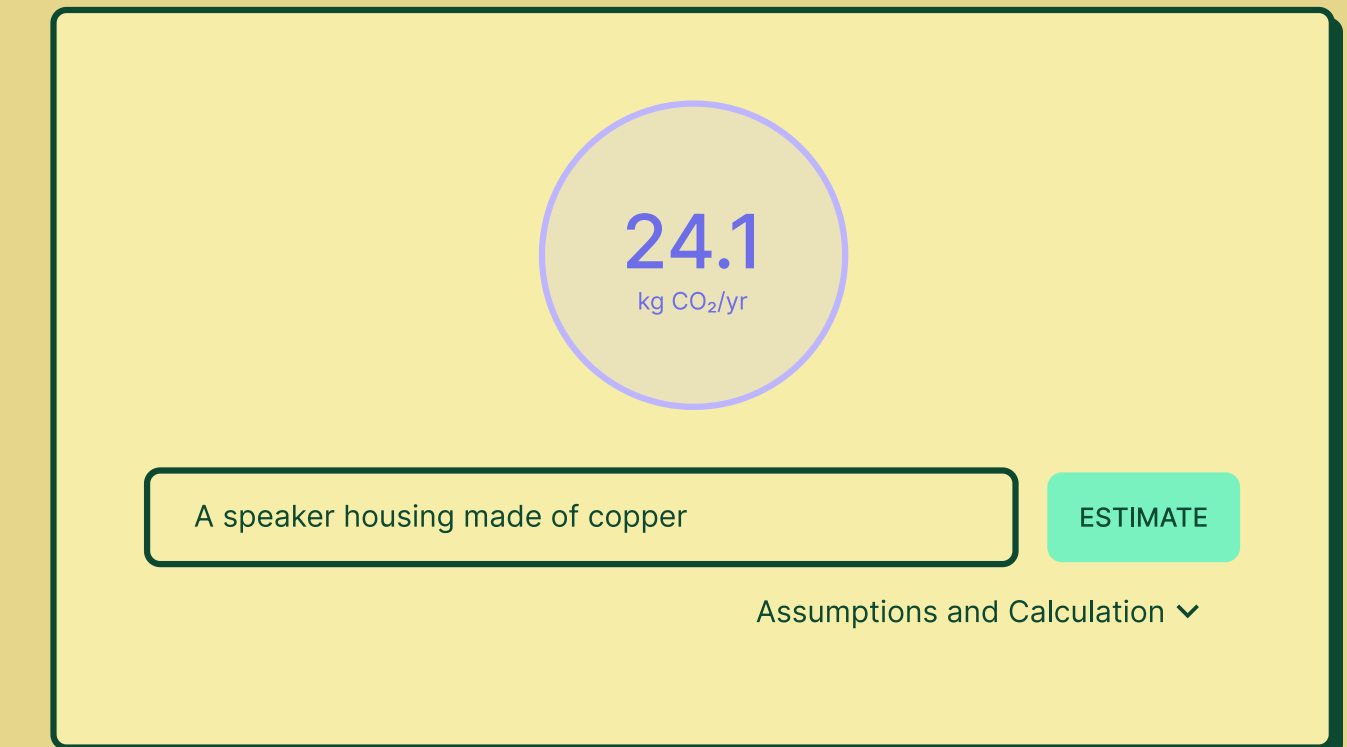 24.1
kg CO₂/yr
A speaker housing made of copper
ESTIMATE
Assumptions and Calculation